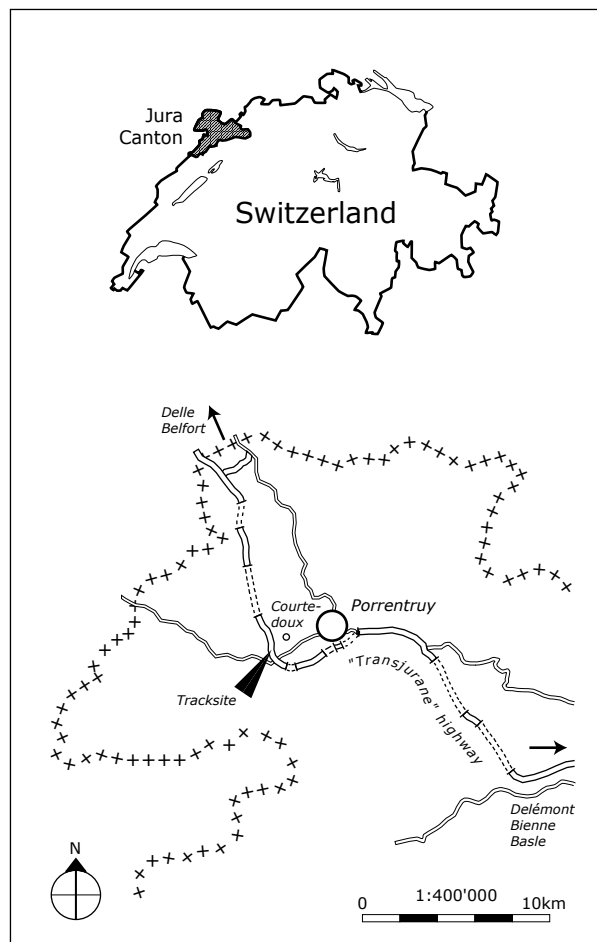 Jura
Canton
Switzerland
Delle
Belfort
Courte-
doux
Porrentruy
"Transjurane" highway
Tracksite
Delémont
Bienne
Basle
N
1:400'000
0
10km